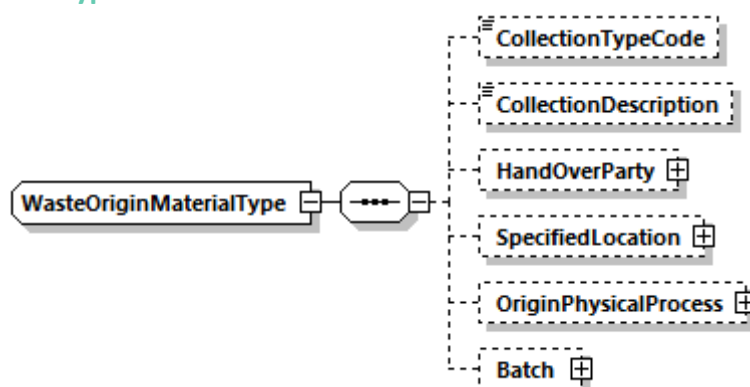 WasteOriginMaterialType
CollectionTypeCode
CollectionDescription
HandOverParty
SpecifiedLocation
OriginPhysicalProcess
Batch